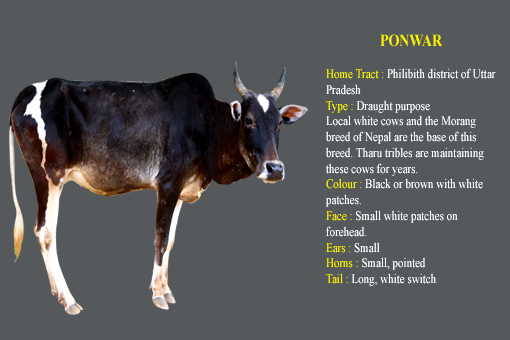 PONWAR
Home Tract : Philibith district of Uttar
Pradesh
Type : Draught purpose
Local white cows and the Morang
breed of Nepal are the base of this
breed. Tharu tribles are maintaining
these cows for years.
Colour : Black or brown with white
patches.
Face : Small white patches on
forehead.
Ears : Small
Horns : Small, pointed
Tail : Long, white switch